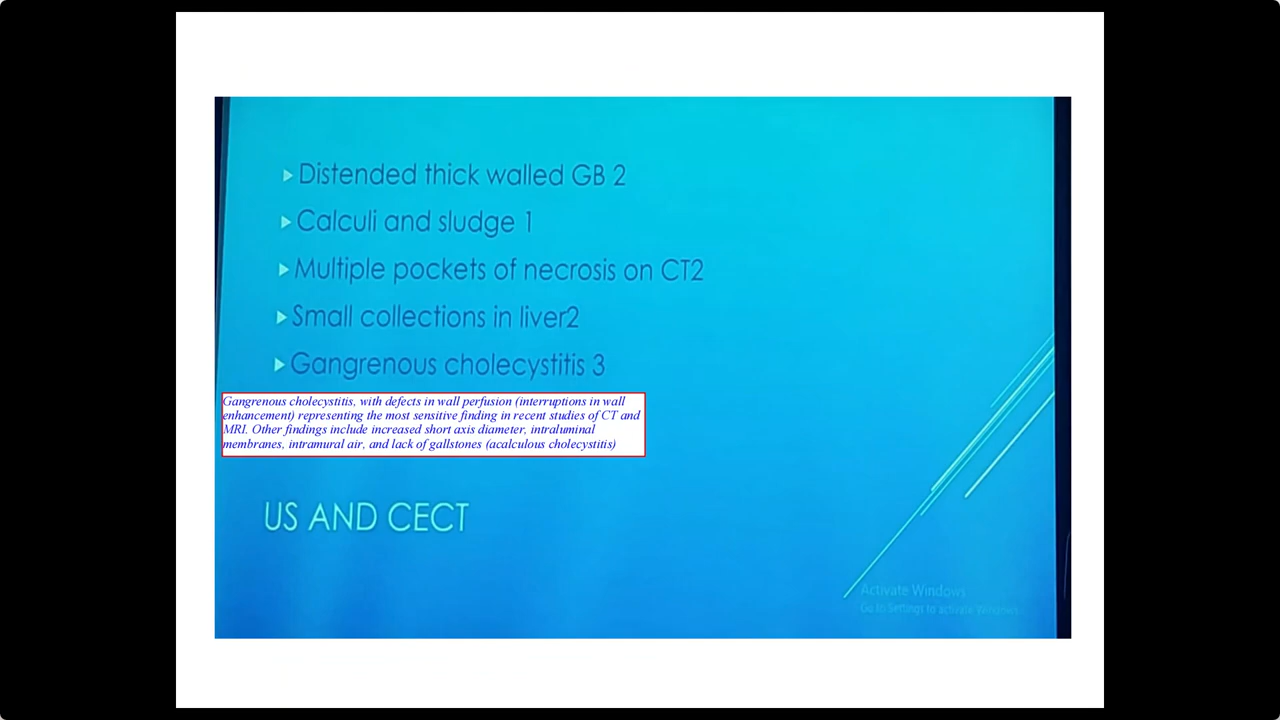 Distended thick walled GB 2
Calculi and sludge 1
Multiple pockets of necrosis on CT2
Small collections in liver2
Gangrenous cholecystitis 3
Gangrenous cholecystitis, with defects in wall perfusion (interruptions in wall
enhancement) representing the most sensitive finding in recent studies of CT and
MRI. Other findings include increased short axis diameter, intraluminal
membranes, intramural air, and lack of gallstones (acalculous cholecystitis)
US AND CECT
Activate Windows
Go to Settings to activate Windows.